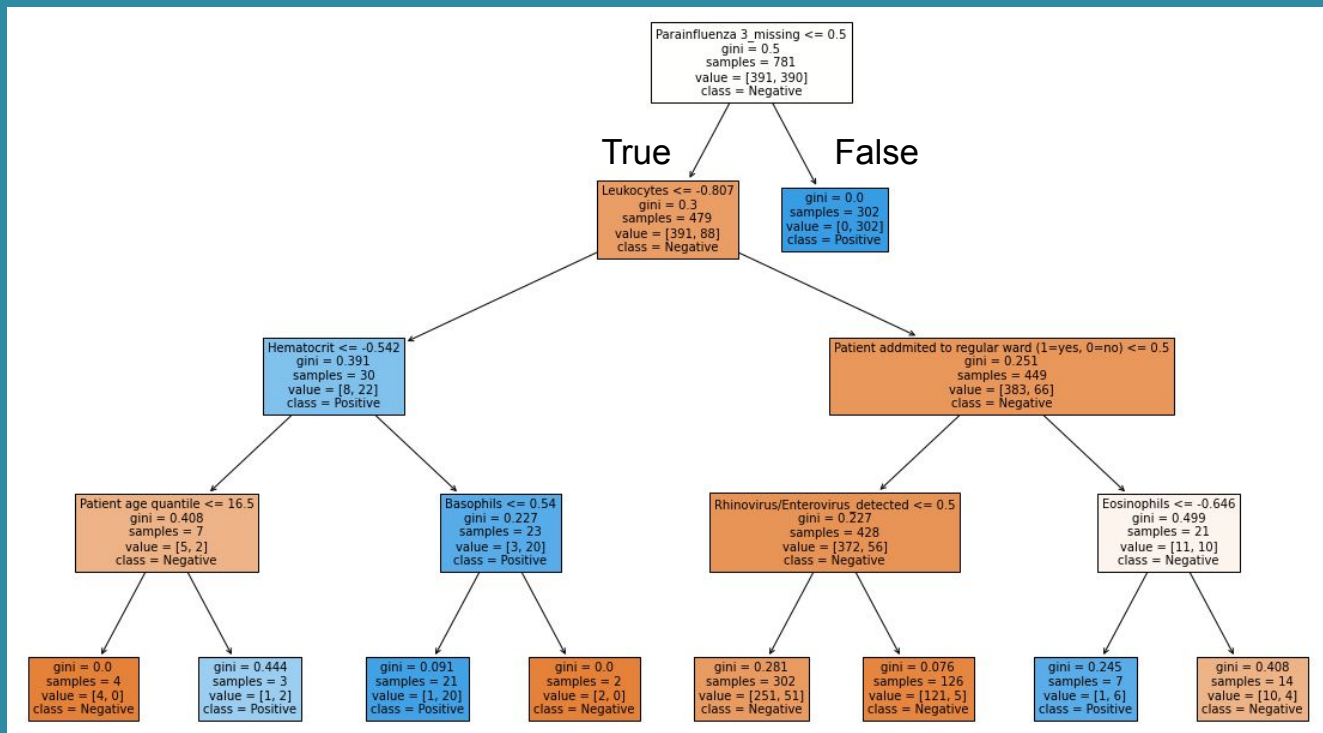 Parainfluenza 3_missing <= 0.5
gini = 0.5
samples = 781
value = [391, 390]
class = Negative
True
False
Leukocytes <= -0.807
gini = 0.3
samples = 479
value = [391, 88]
class = Negative
gini = 0.0
samples = 302
value = [0, 302]
class = Positive
Hematocrit <= -0.542
gini = 0.391
samples = 30
value = [8, 22]
class = Positive
Patient addmited to regular ward (1=yes, 0=no) <= 0.5
gini = 0.251
samples = 449
value = [383, 66]
class = Negative
Patient age quantile <= 16.5
gini = 0.408
samples = 7
value = [5, 2]
class = Negative
Basophils <= 0.54
gini = 0.227
samples = 23
value = [3, 20]
class = Positive
Rhinovirus/Enterovirus_detected <= 0.5
gini = 0.227
samples = 428
value = [372, 56]
class = Negative
Eosinophils <= -0.646
gini = 0.499
samples = 21
value = [11, 10]
class = Negative
gini = 0.0
samples = 4
value = [4, 0]
class = Negative
gini = 0.444
samples = 3
value = [1, 2]
class = Positive
gini = 0.091
samples = 21
value = [1, 20]
class = Positive
gini = 0.0
samples = 2
value = [2, 0]
class = Negative
gini = 0.281
samples = 302
value = [251, 51]
class = Negative
gini = 0.076
samples = 126
value = [121, 5]
class = Negative
gini = 0.245
samples = 7
value = [1, 6]
class = Positive
gini = 0.408
samples = 14
value = [10, 4]
class = Negative